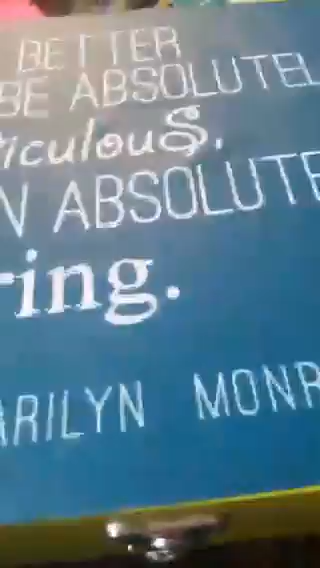 BETTER
BE ABSOLUTEL
iculouS,
N ABSOLUTE
ring.
ARILYN MONR